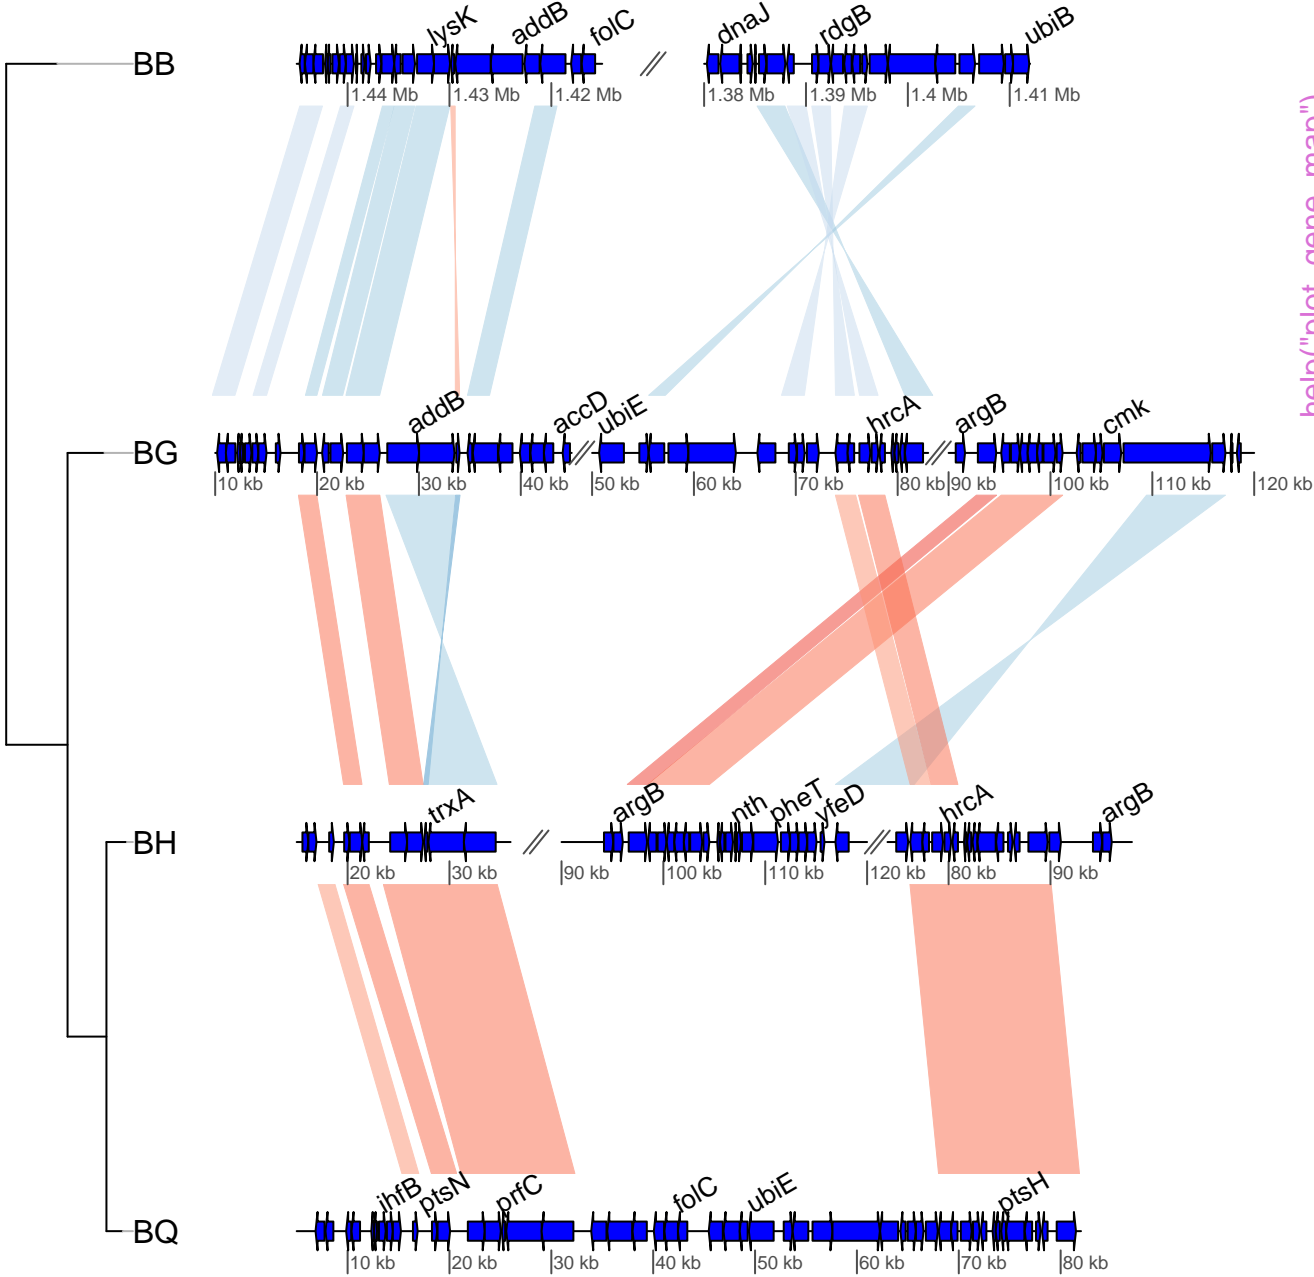 lysK addB folC dnaJ rdgB ubiB
BB
1.44 Mb 1.43 Mb 1.42 Mb 1.38 Mb 1.39 Mb 1.4 Mb 1.41 Mb
help("plot_gene_map")
addB accD ubiE hrcA argB cmk
BG
10 kb 20 kb 30 kb 40 kb 50 kb 60 kb 70 kb 80 kb 90 kb 100 kb 110 kb 120 kb
trxA argB nth pheT yfeD hrcA argB
BH
20 kb 30 kb 90 kb 100 kb 110 kb 120 kb 80 kb 90 kb
ihfB ptsN prfC folC ubiE ptsH
BQ
10 kb 20 kb 30 kb 40 kb 50 kb 60 kb 70 kb 80 kb